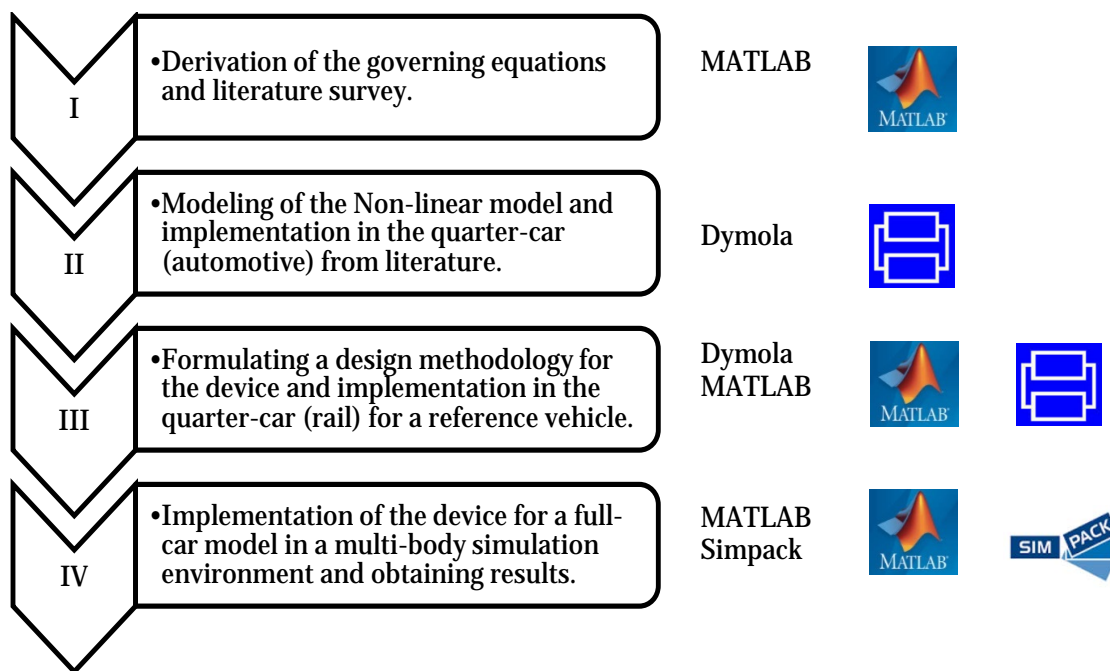 I
•Derivation of the governing equations
and literature survey.
MATLAB
MATLAB
II
•Modeling of the Non-linear model and
implementation in the quarter-car
(automotive) from literature.
Dymola
III
•Formulating a design methodology for
the device and implementation in the
quarter-car (rail) for a reference vehicle.
Dymola
MATLAB
MATLAB
IV
•Implementation of the device for a full-
car model in a multi-body simulation
environment and obtaining results.
MATLAB
Simpack
MATLAB
SIM PACK